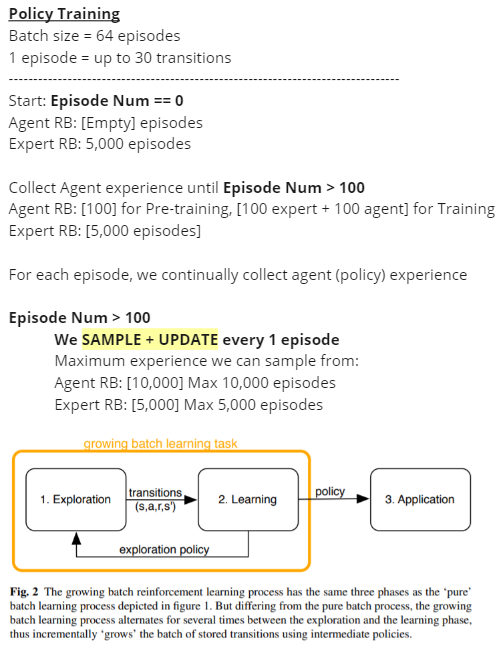 Policy Training
Batch size = 64 episodes
1 episode = up to 30 transitions
--------------------------------------------------------------------------------
Start: Episode Num == 0
Agent RB: [Empty] episodes
Expert RB: 5,000 episodes
Collect Agent experience until Episode Num > 100
Agent RB: [100] for Pre-training, [100 expert + 100 agent] for Training
Expert RB: [5,000 episodes]
For each episode, we continually collect agent (policy) experience
Episode Num > 100
We SAMPLE + UPDATE every 1 episode
Maximum experience we can sample from:
Agent RB: [10,000] Max 10,000 episodes
Expert RB: [5,000] Max 5,000 episodes
growing batch learning task
1. Exploration
transitions
(s,a,r,s')
2. Learning
policy
3. Application
exploration policy
Fig. 2 The growing batch reinforcement learning process has the same three phases as the ‘pure’
batch learning process depicted in figure 1. But differing from the pure batch process, the growing
batch learning process alternates for several times between the exploration and the learning phase,
thus incrementally ‘grows’ the batch of stored transitions using intermediate policies.